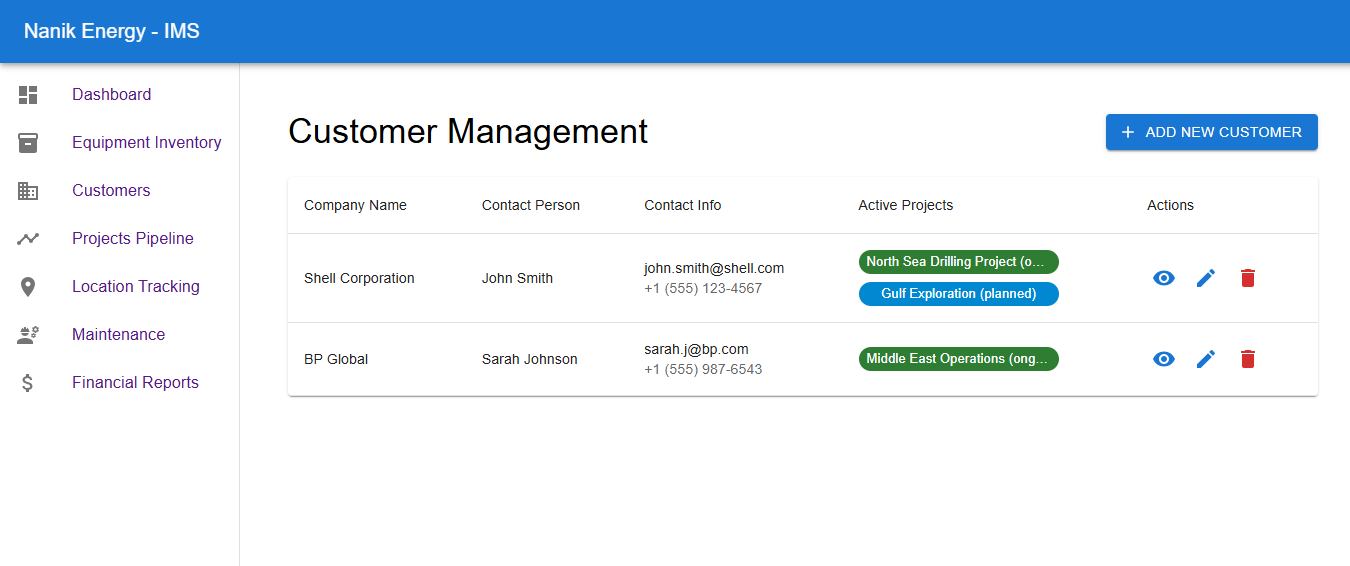 Nanik Energy - IMS
Dashboard
Equipment Inventory
Customers
Projects Pipeline
Location Tracking
Maintenance
Financial Reports
Customer Management
+ ADD NEW CUSTOMER
Company Name Contact Person Contact Info Active Projects Actions
Shell Corporation John Smith
john.smith@shell.com
+1 (555) 123-4567
North Sea Drilling Project (o...
Gulf Exploration (planned)
BP Global Sarah Johnson
sarah.j@bp.com
+1 (555) 987-6543
Middle East Operations (ong...